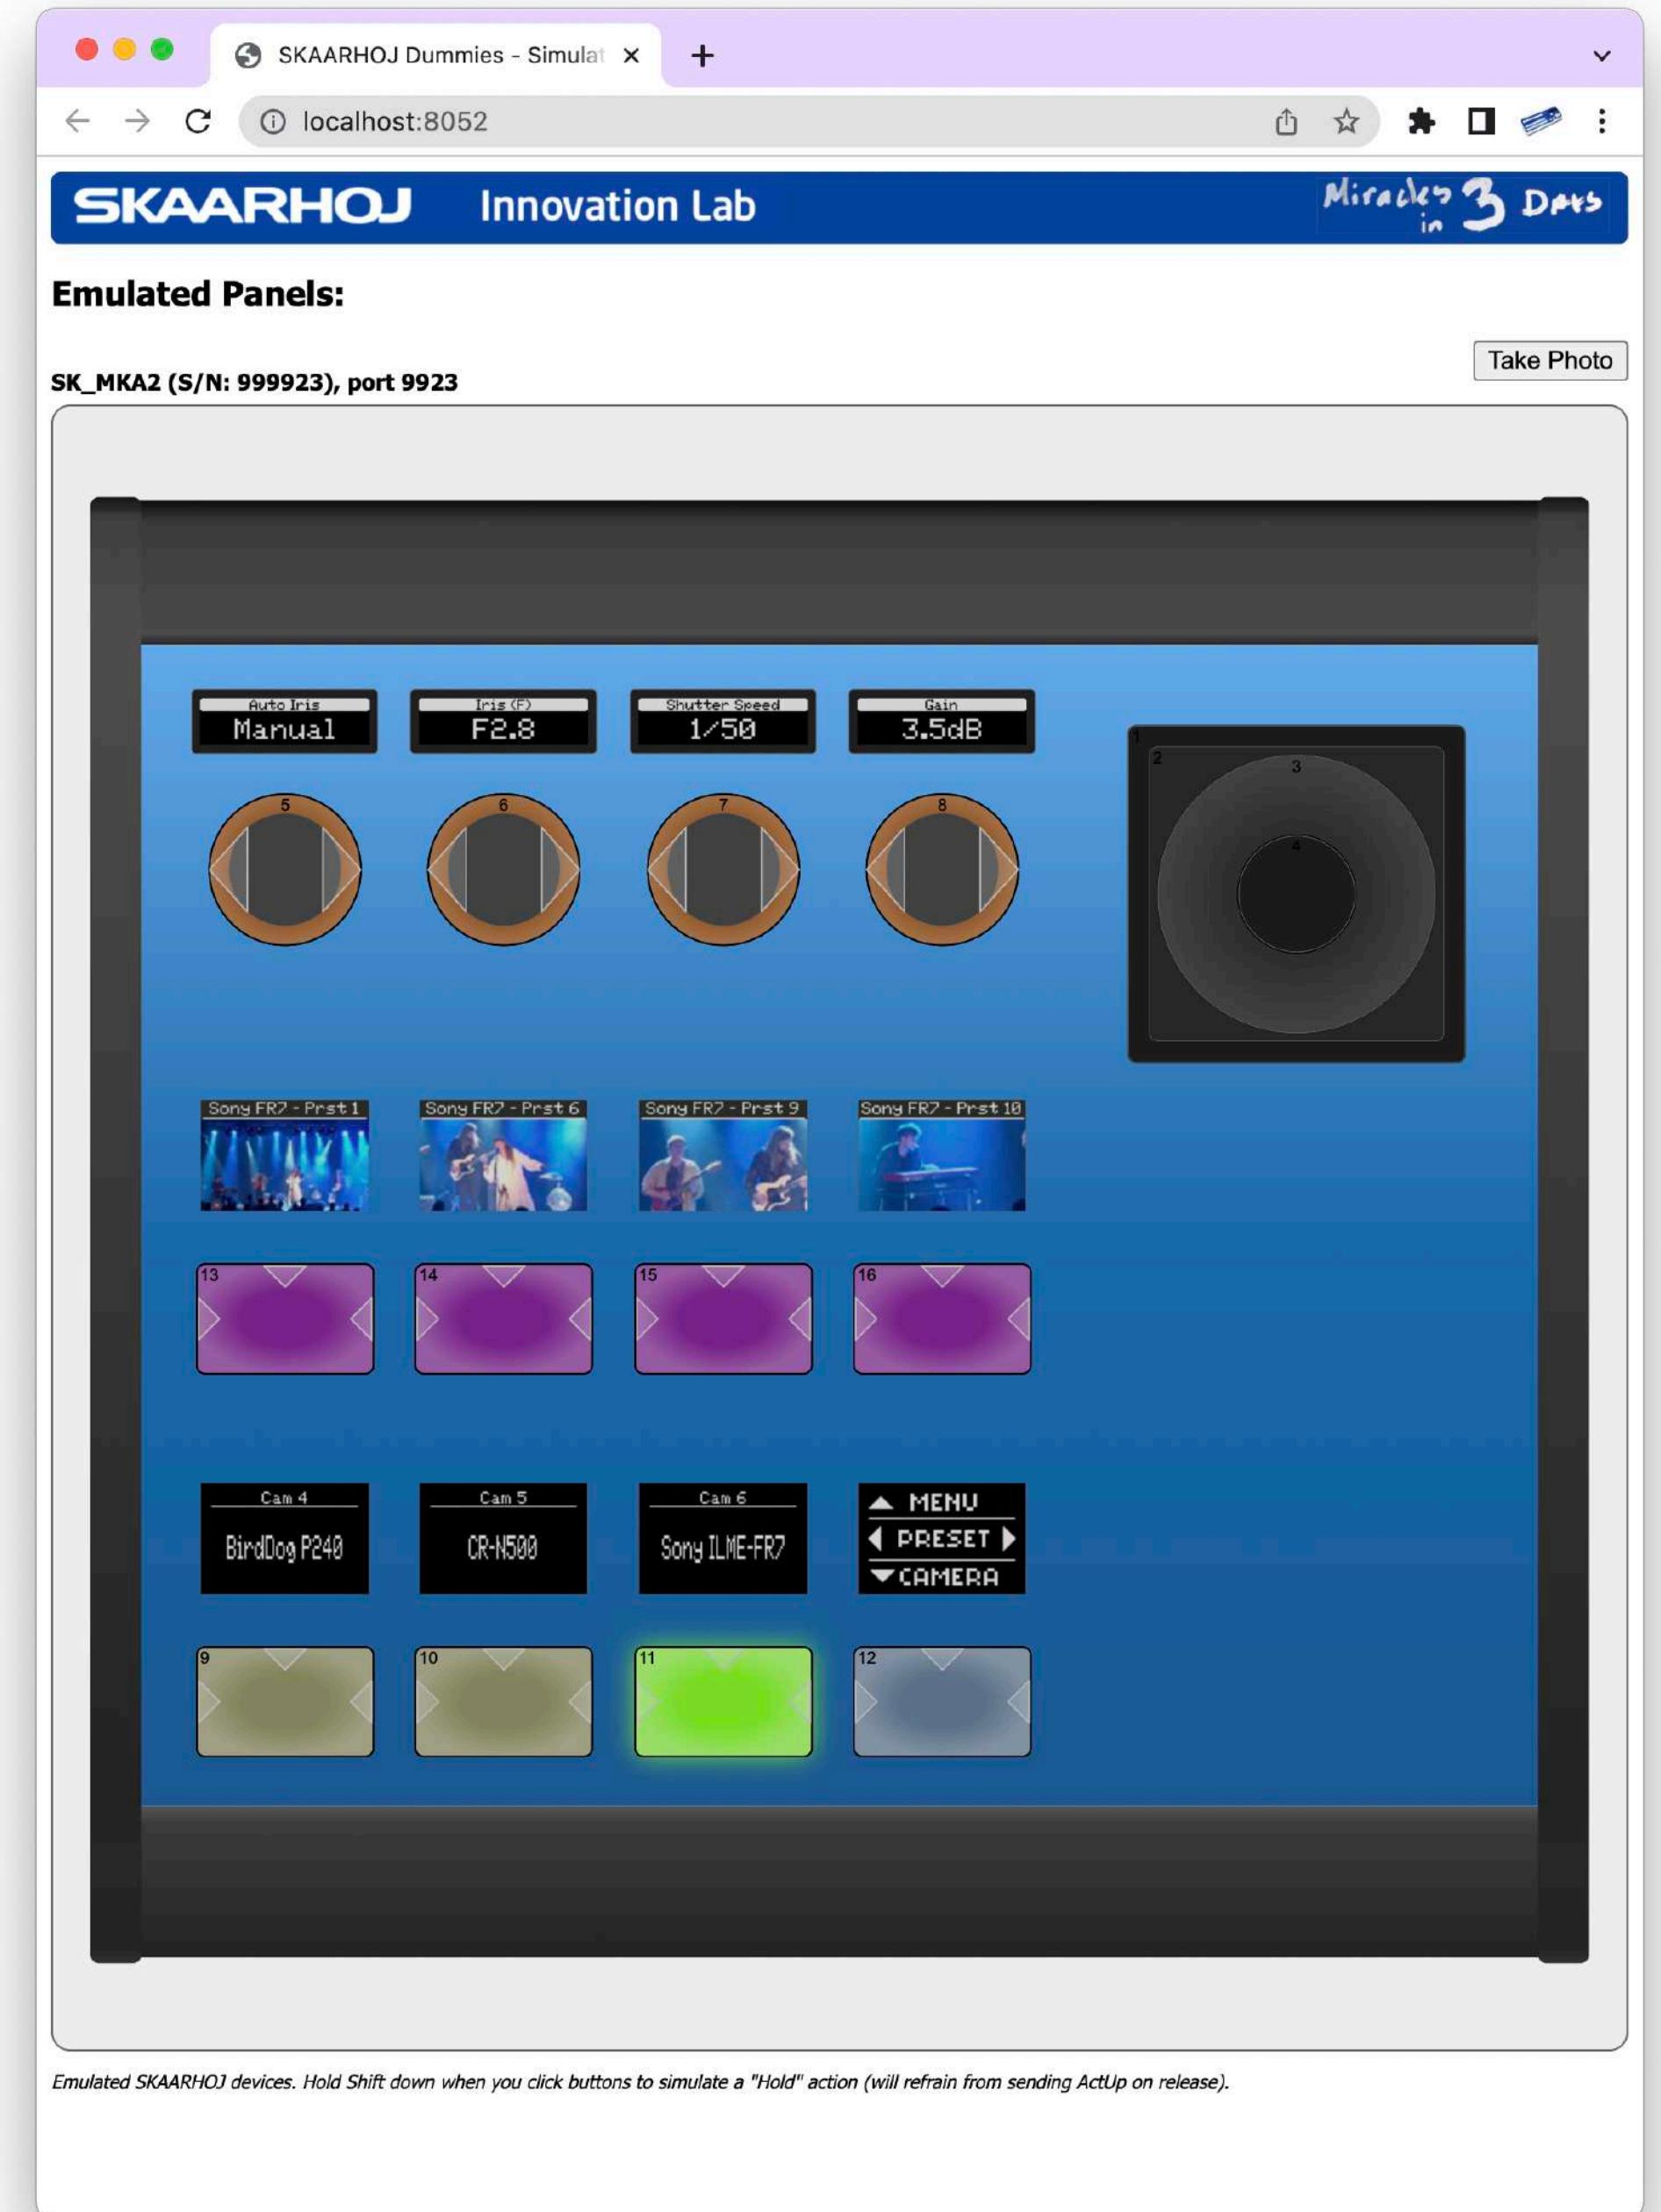 SKAARHOJ Dummies - Simulat
localhost:8052
SKAARHOJ Innovation Lab
Miracles in 3 DAYS
Emulated Panels:
Take Photo
SK_MKA2 (S/N: 999923), port 9923
Auto Iris Iris (F) Shutter Speed Gain
Manual F2.8 1/50 3.5dB
1
2 3
4
5 6 7 8
Sony FR7 - Prst 1 Sony FR7 - Prst 6 Sony FR7 - Prst 9 Sony FR7 - Prst 10
13 14 15 16
Cam 4 Cam 5 Cam 6 MENU
BirdDog P240 CR-N500 Sony ILME-FR7 PRESET
CAMERA
9 10 11 12
Emulated SKAARHOJ devices. Hold Shift down when you click buttons to simulate a "Hold" action (will refrain from sending ActUp on release).